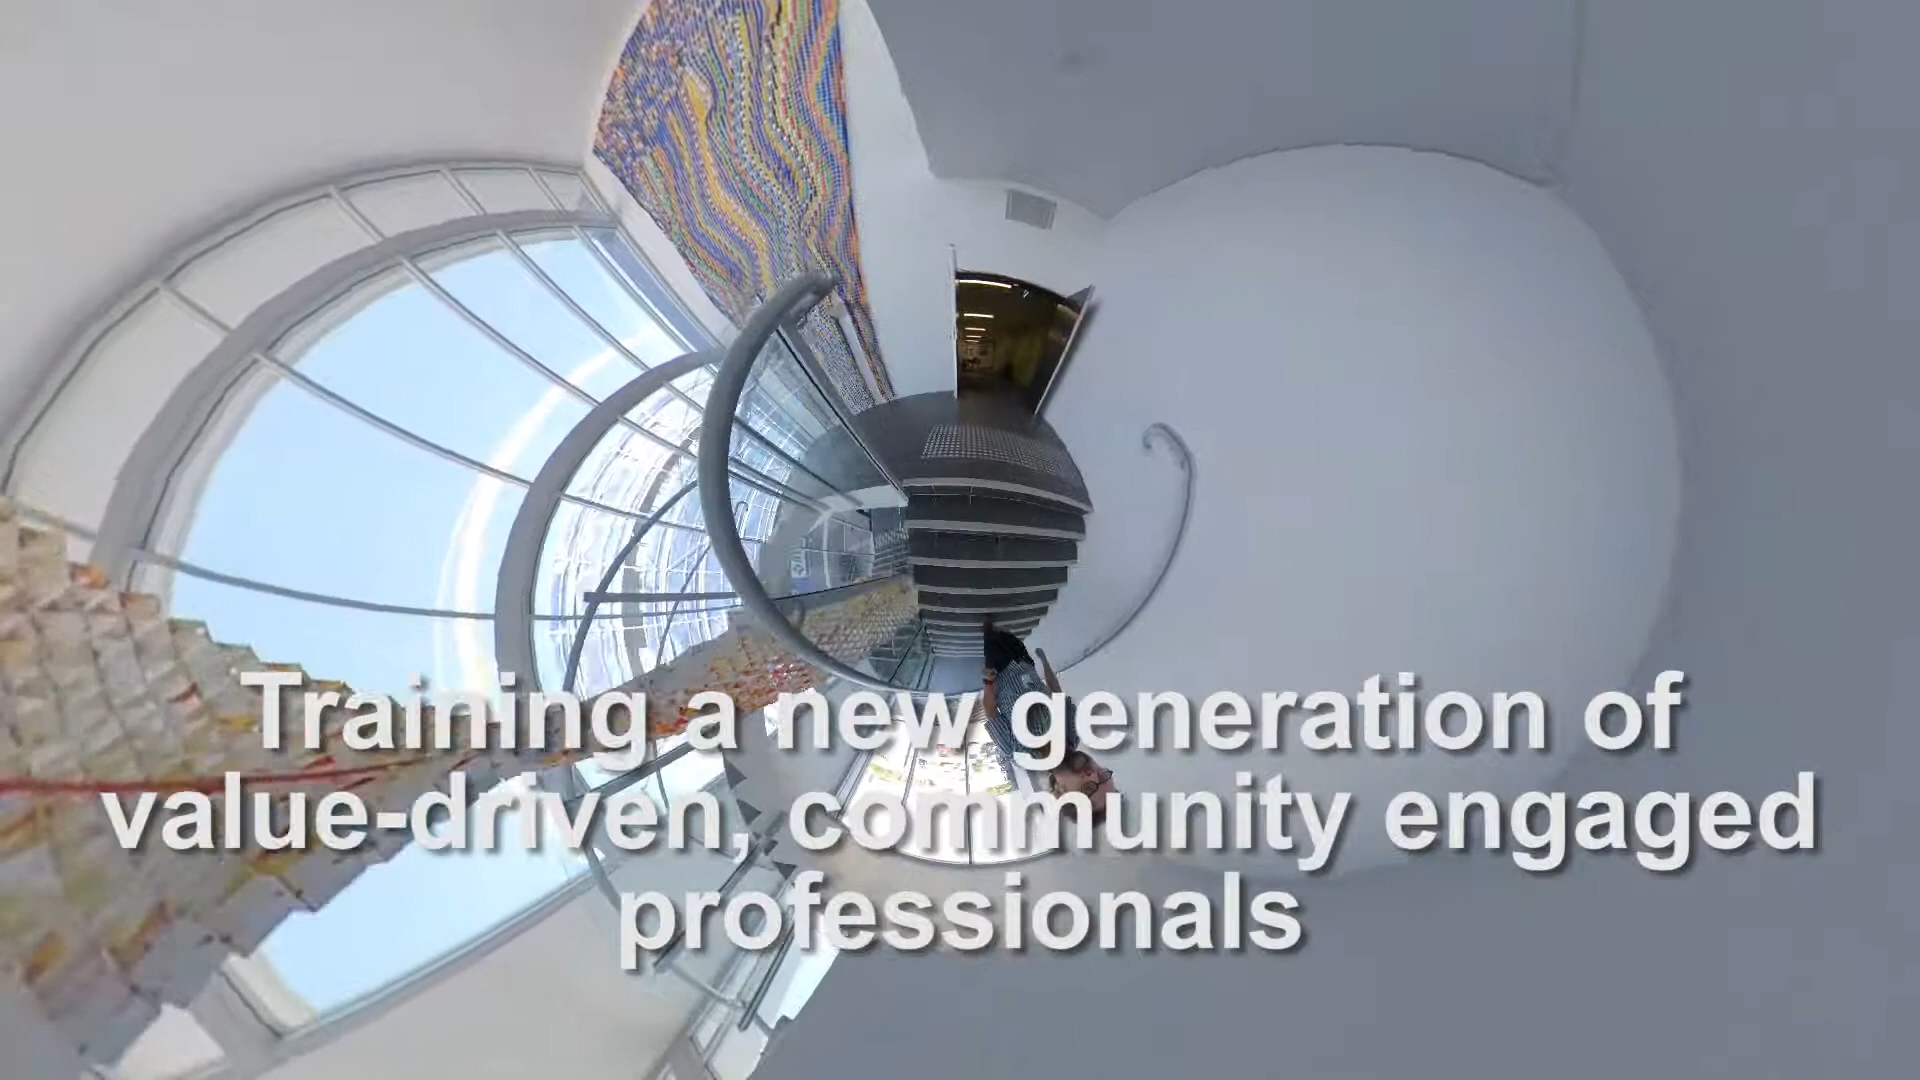 Training a new generation of
value-driven, community engaged
professionals